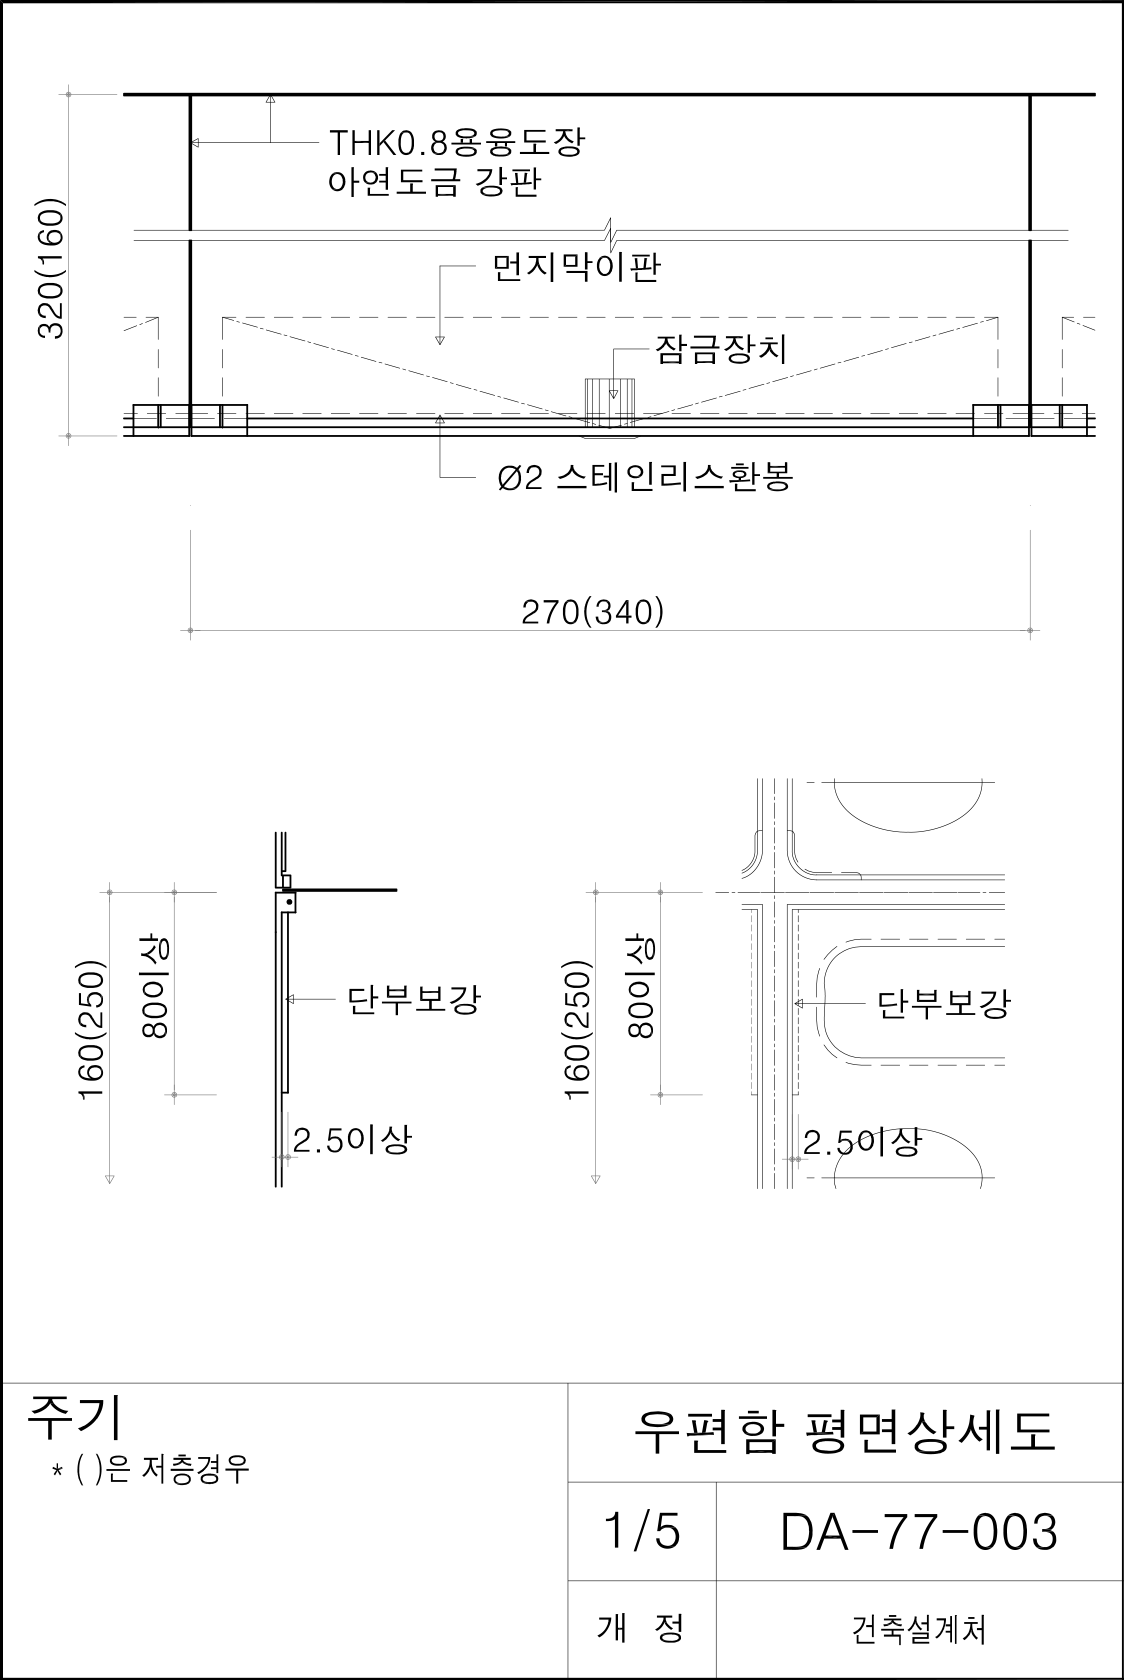 THK0.8용융도장
아연도금 강판
320(160)
먼지막이판
잠금장치
Ø2 스테인리스환봉
270(340)
160(250)
80이상
단부보강
2.5이상
160(250)
80이상
단부보강
2.5이상
주기
* ( )은 저층경우
우편함 평면상세도
1/5
DA-77-003
개 정
건축설계처